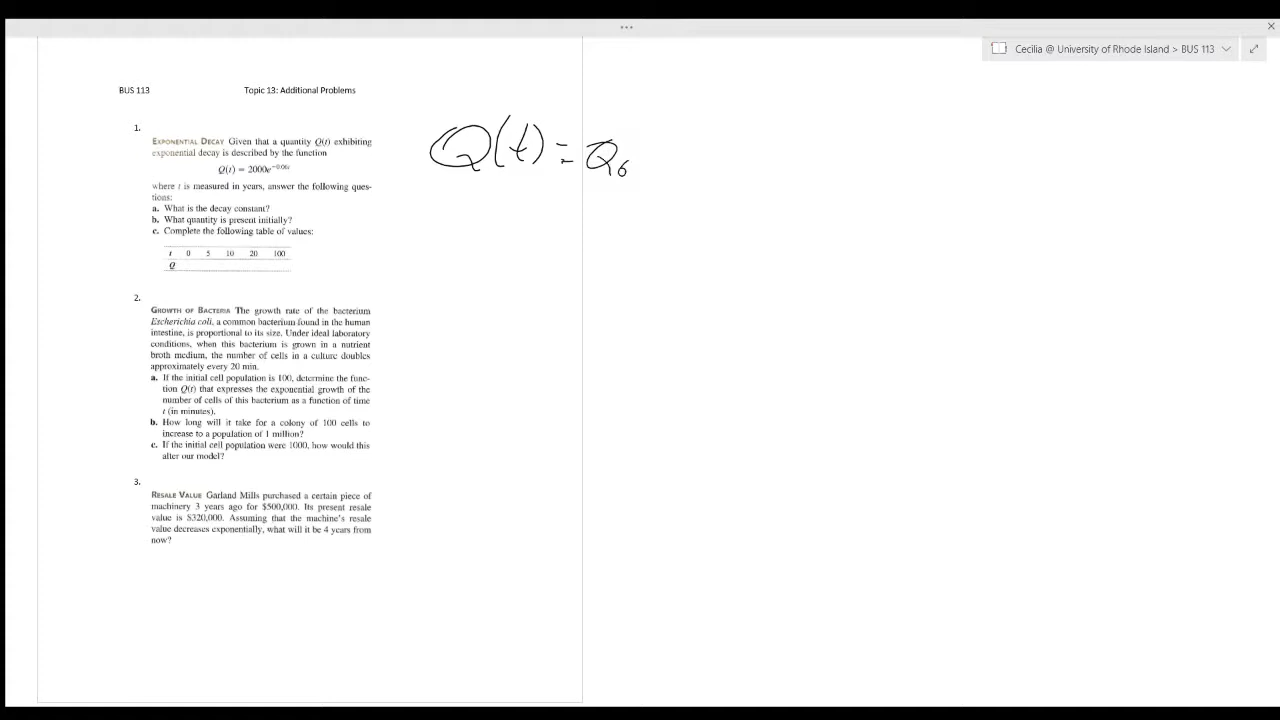 Cecilia @ University of Rhode Island > BUS 113
BUS 113 Topic 13: Additional Problems
1.
EXPONENTIAL DECAY Given that a quantity Q(t) exhibiting
exponential decay is described by the function
Q(t) = 2000e^−0.06t
where t is measured in years, answer the following ques-
tions:
a. What is the decay constant?
b. What quantity is present initially?
c. Complete the following table of values:
t 0 5 10 20 100
Q
Q(t) = Q₀
2.
GROWTH OF BACTERIA The growth rate of the bacterium
Escherichia coli, a common bacterium found in the human
intestine, is proportional to its size. Under ideal laboratory
conditions, when this bacterium is grown in a nutrient
broth medium, the number of cells in a culture doubles
approximately every 20 min.
a. If the initial cell population is 100, determine the func-
tion Q(t) that expresses the exponential growth of the
number of cells of this bacterium as a function of time
t (in minutes).
b. How long will it take for a colony of 100 cells to
increase to a population of 1 million?
c. If the initial cell population were 1000, how would this
alter our model?
3.
RESALE VALUE Garland Mills purchased a certain piece of
machinery 3 years ago for $500,000. Its present resale
value is $320,000. Assuming that the machine's resale
value decreases exponentially, what will it be 4 years from
now?